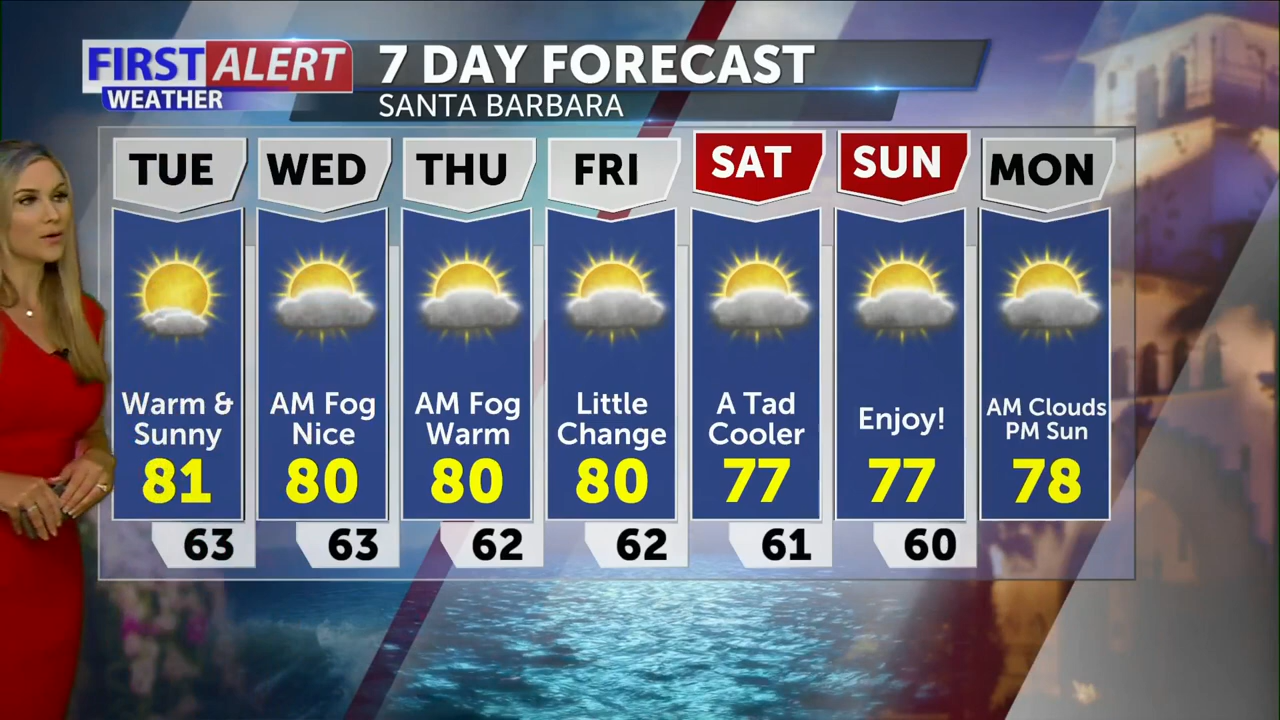 FIRST ALERT
WEATHER
7 DAY FORECAST
SANTA BARBARA
TUE
WED
THU
FRI
SAT
SUN
MON
Warm &
Sunny
81
63
AM Fog
Nice
80
63
AM Fog
Warm
80
62
Little
Change
80
62
A Tad
Cooler
77
61
Enjoy!
77
60
AM Clouds
PM Sun
78